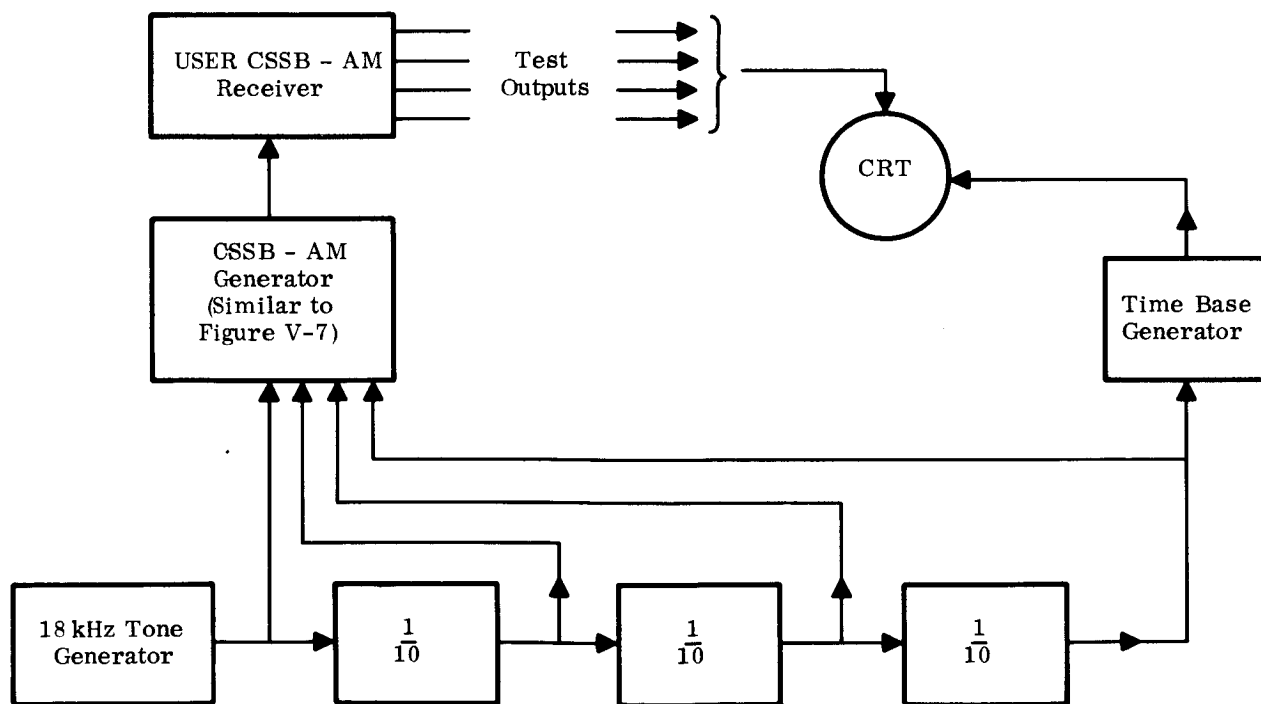 USER CSSB - AM
Receiver
Test
Outputs
CRT
CSSB - AM
Generator
(Similar to
Figure V-7)
Time Base
Generator
18 kHz Tone
Generator
1
10
1
10
1
10